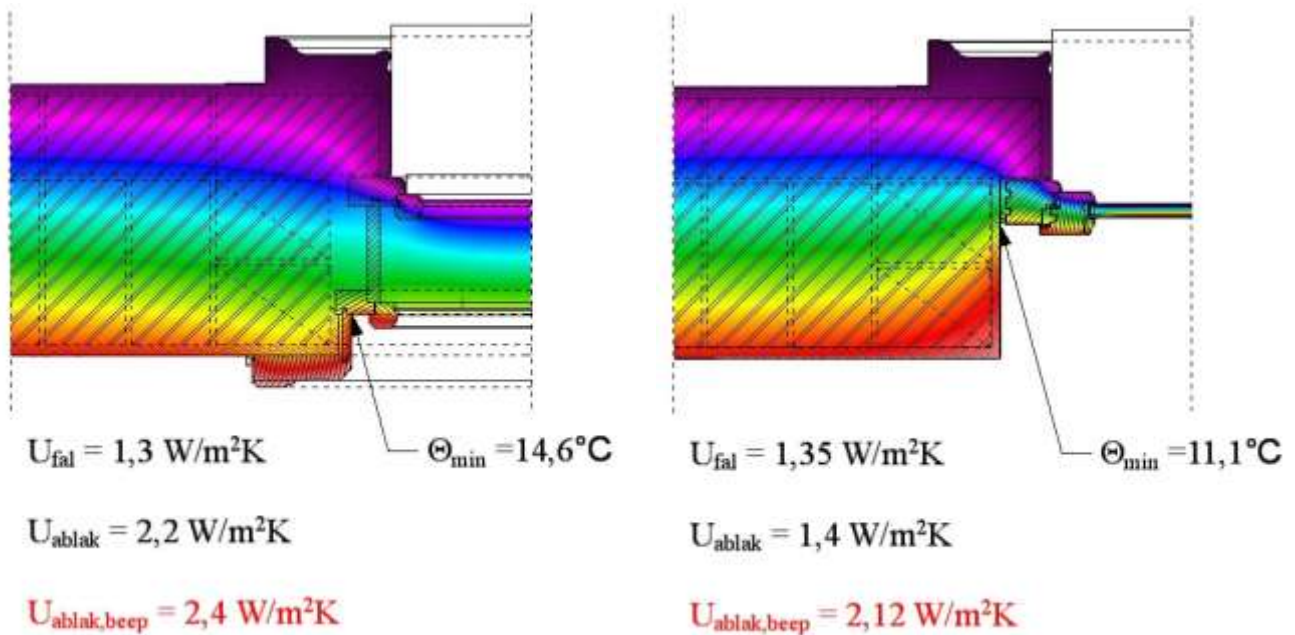 U_fal = 1,3 W/m²K
Θ_min =14,6°C
U_ablak = 2,2 W/m²K
U_ablak,beep = 2,4 W/m²K
U_fal = 1,35 W/m²K
Θ_min =11,1°C
U_ablak = 1,4 W/m²K
U_ablak,beep = 2,12 W/m²K